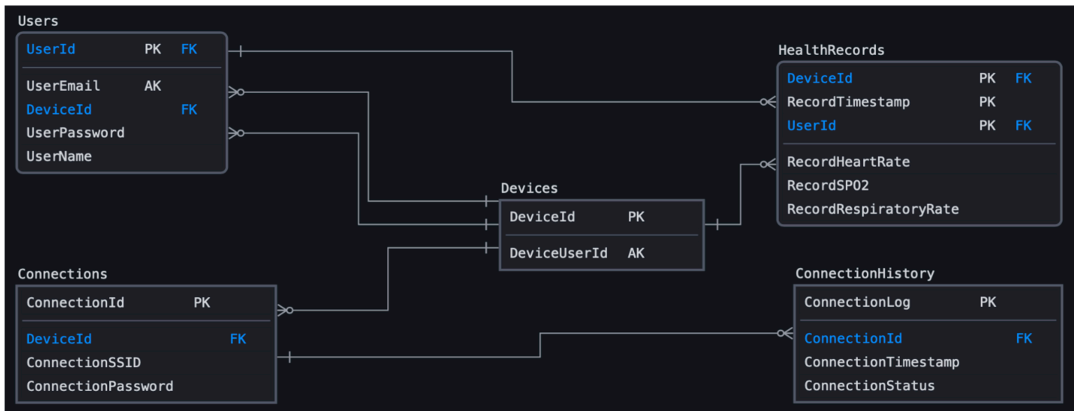 Users
UserId PK FK
UserEmail AK
DeviceId FK
UserPassword
UserName
HealthRecords
DeviceId PK FK
RecordTimestamp PK
UserId PK FK
RecordHeartRate
RecordSPO2
RecordRespiratoryRate
Devices
DeviceId PK
DeviceUserId AK
Connections
ConnectionId PK
DeviceId FK
ConnectionSSID
ConnectionPassword
ConnectionHistory
ConnectionLog PK
ConnectionId FK
ConnectionTimestamp
ConnectionStatus